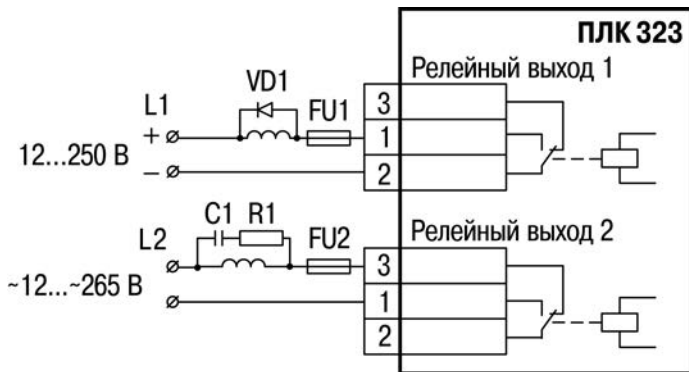 ПЛК 323
Релейный выход 1
VD1
L1
FU1
3
+
1
12...250 В
–
2
C1 R1
Релейный выход 2
L2
FU2
3
~12...~265 В
1
2